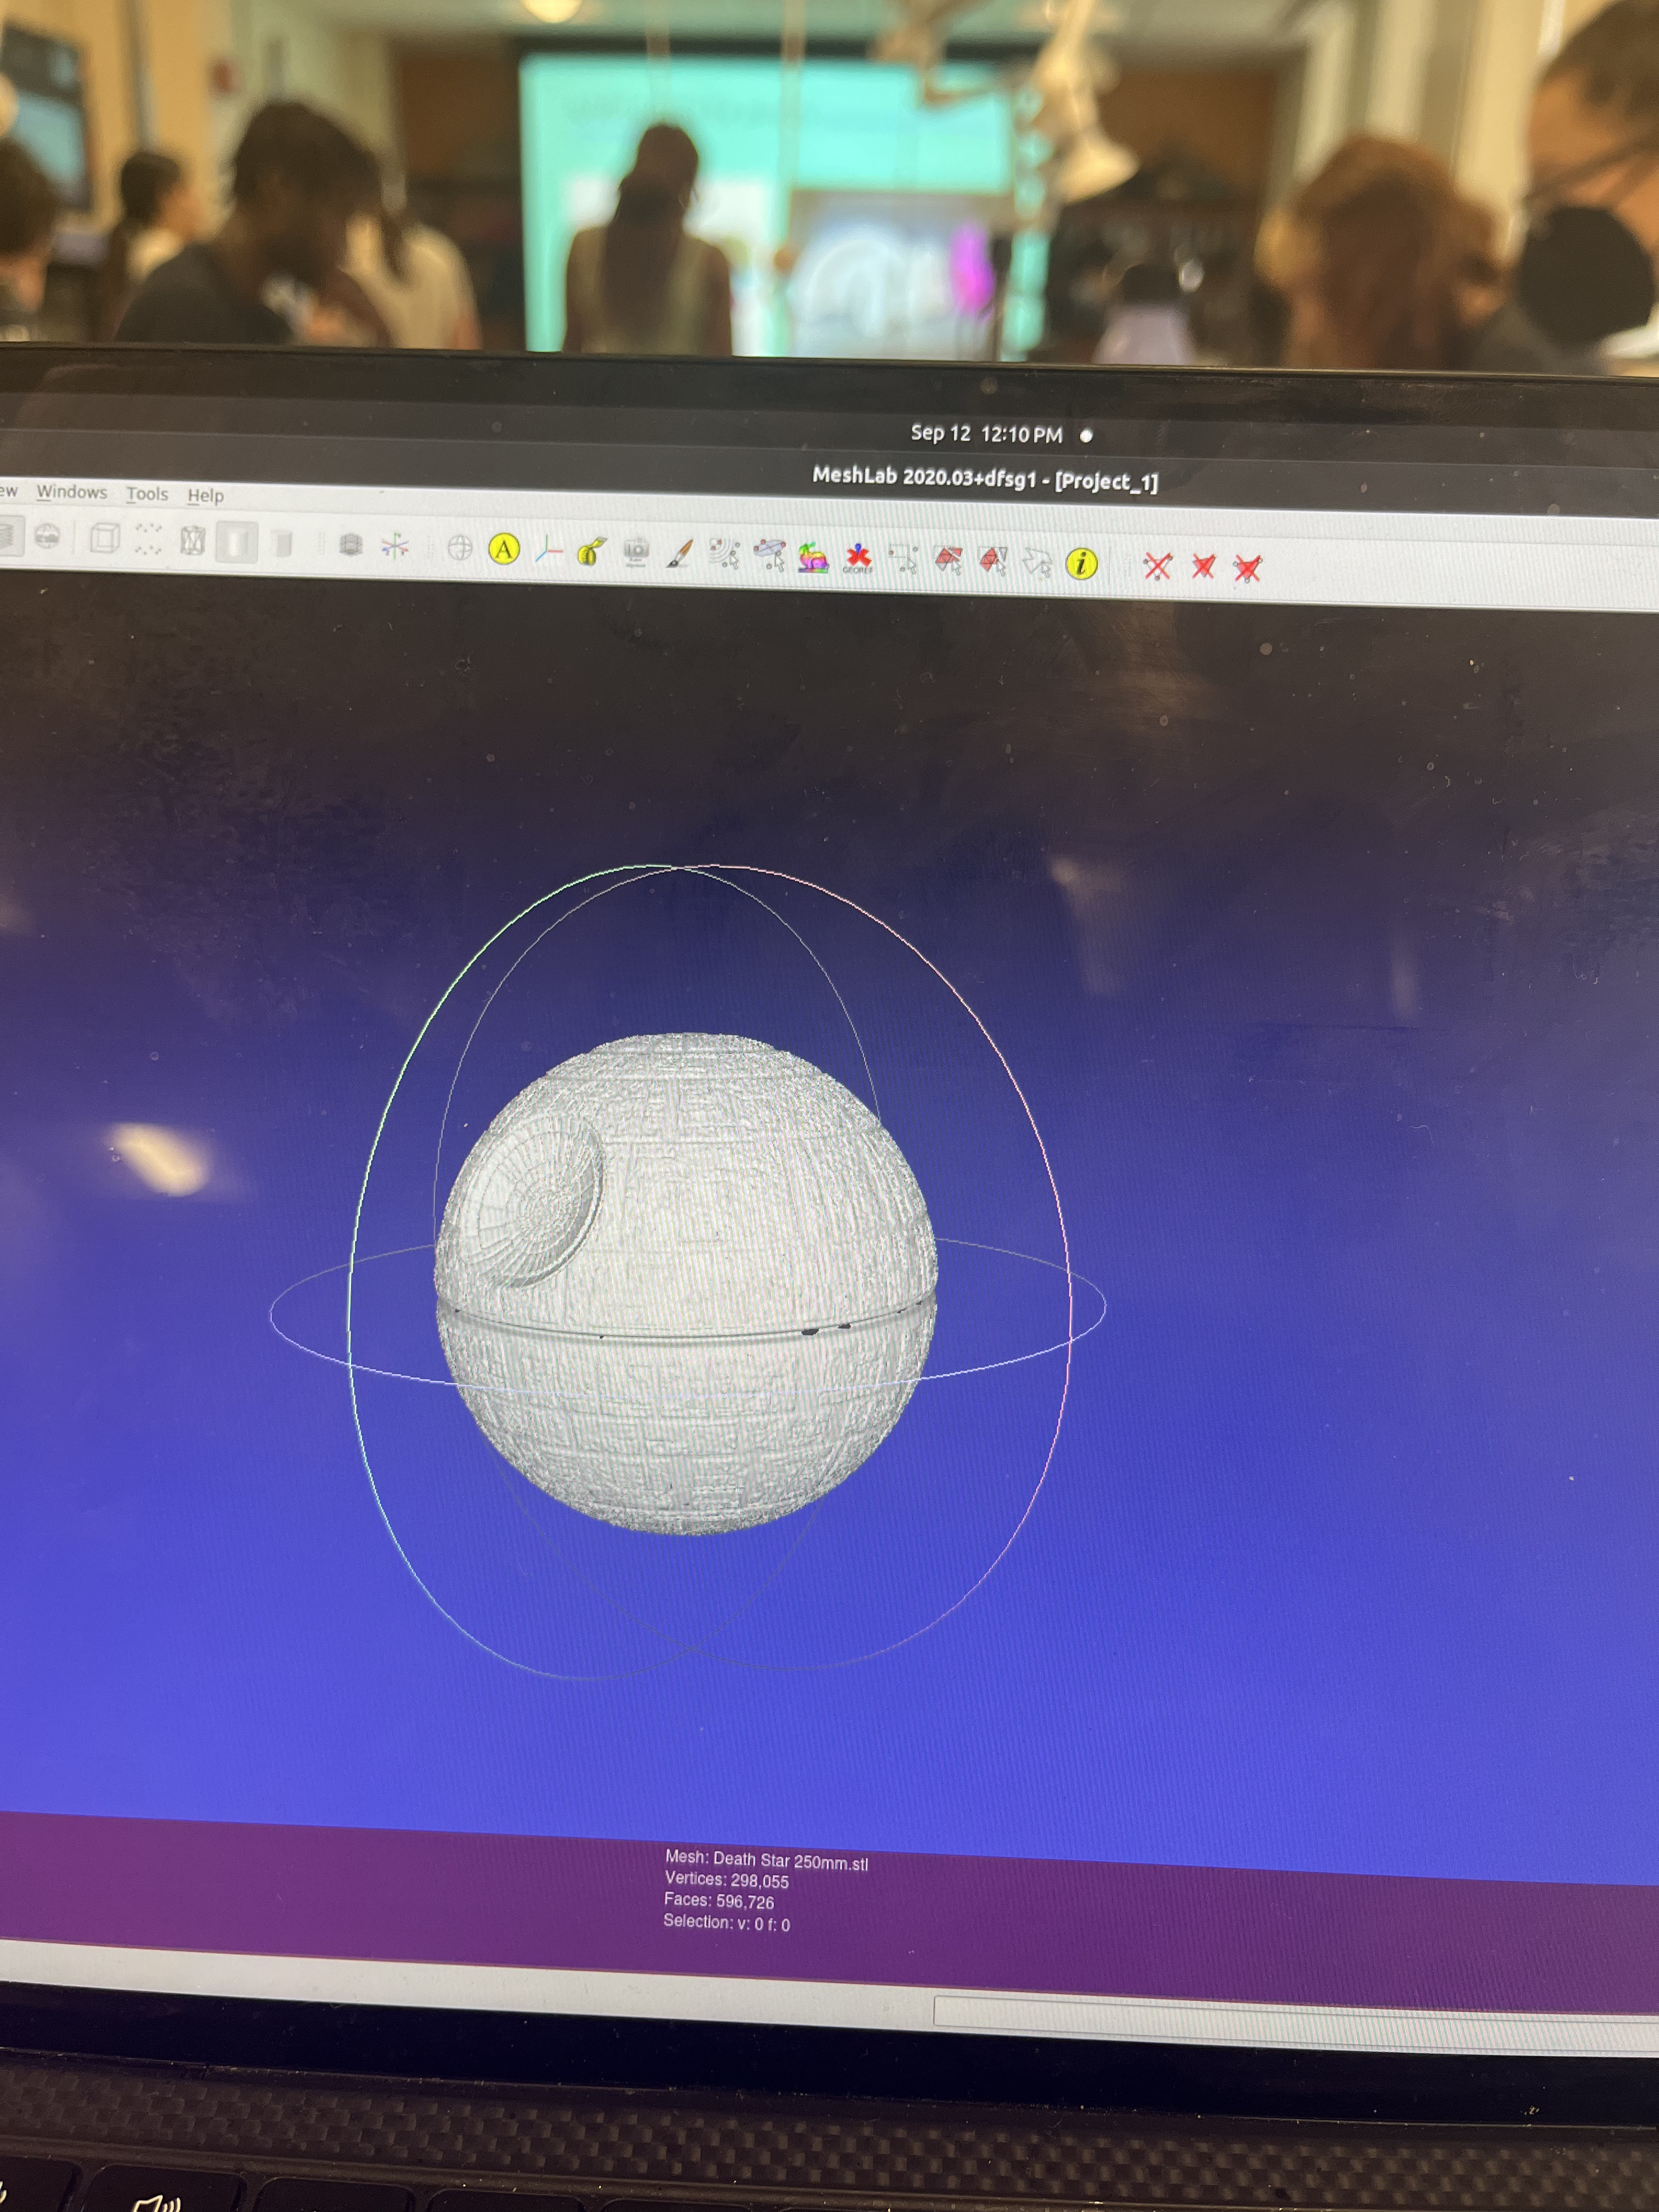 Sep 12 12:10 PM
MeshLab 2020.03+dfsg1 - [Project_1]
ew Windows Tools Help
A
GEOREF
i
Mesh: Death Star 250mm.stl
Vertices: 298,055
Faces: 596,726
Selection: v: 0 f: 0